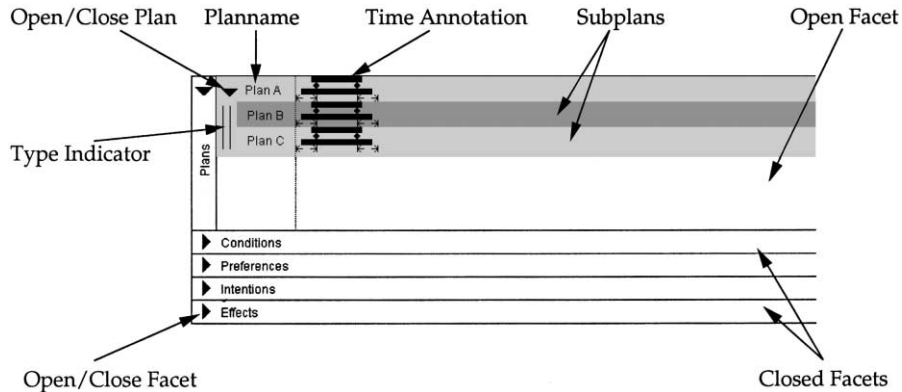 Open/Close Plan
Planname
Time Annotation
Subplans
Open Facet
Plan A
Plan B
Plan C
Type Indicator
Plans
Conditions
Preferences
Intentions
Effects
Open/Close Facet
Closed Facets